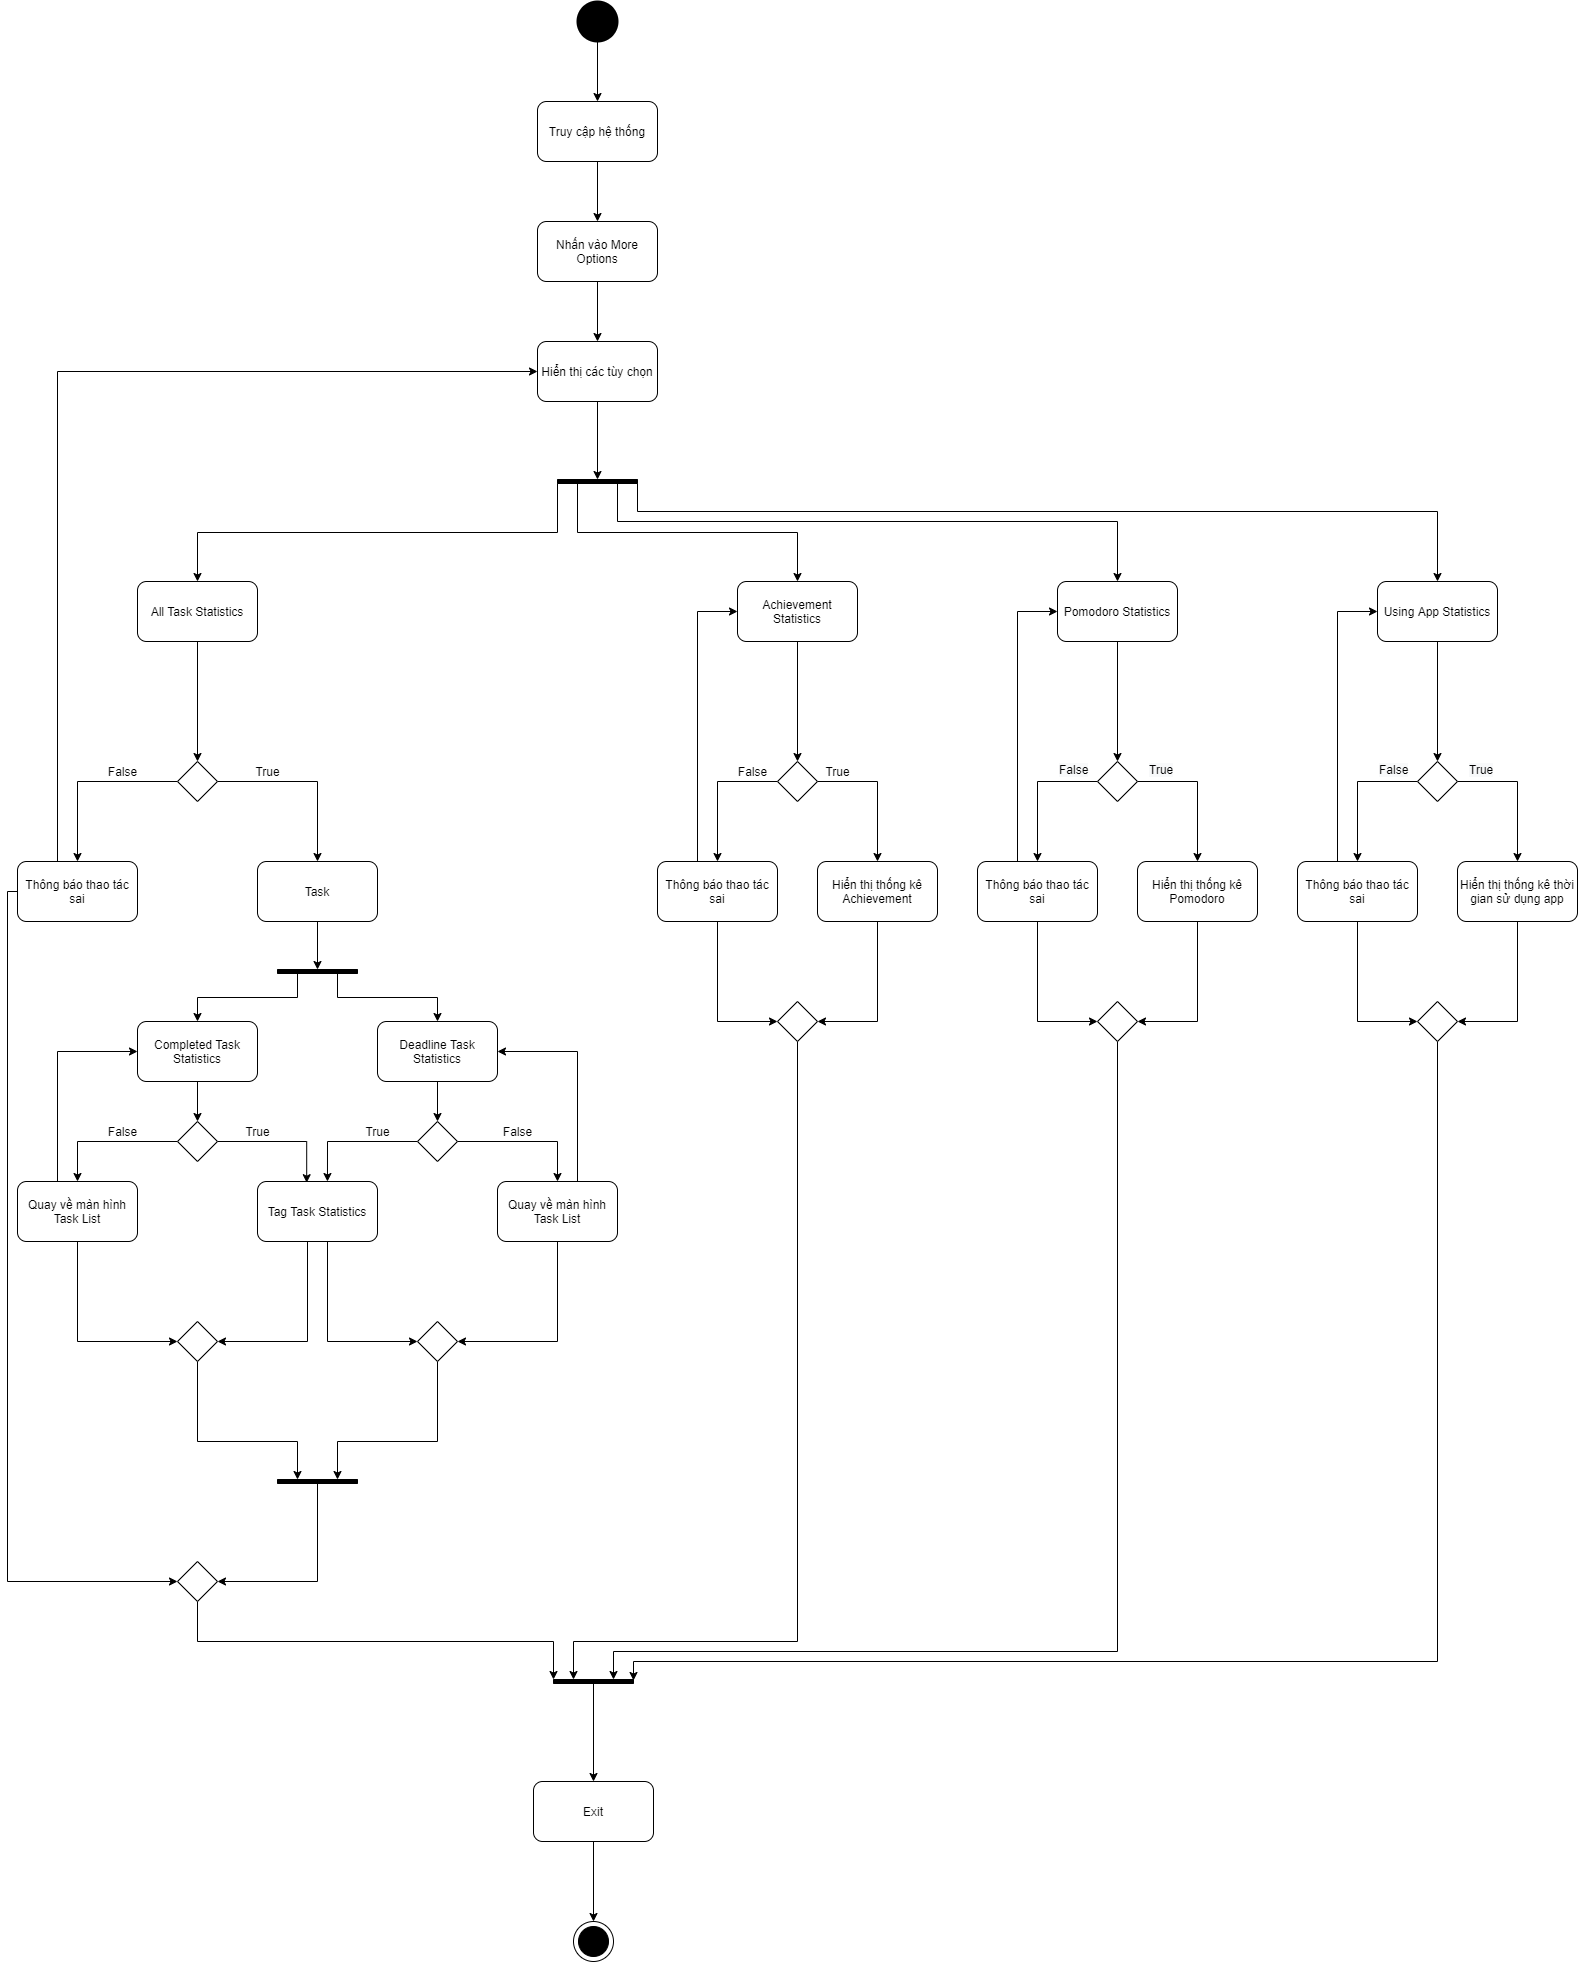 Truy cập hệ thống
Nhấn vào More
Options
Hiển thị các tùy chọn
All Task Statistics
Achievement
Statistics
Pomodoro Statistics
Using App Statistics
False
True
False
True
False
True
False
True
Thông báo thao tác
sai
Task
Thông báo thao tác
sai
Hiển thị thống kê
Achievement
Thông báo thao tác
sai
Hiển thị thống kê
Pomodoro
Thông báo thao tác
sai
Hiển thị thống kê thời
gian sử dụng app
Completed Task
Statistics
Deadline Task
Statistics
False
True
True
False
Quay về màn hình
Task List
Tag Task Statistics
Quay về màn hình
Task List
Exit